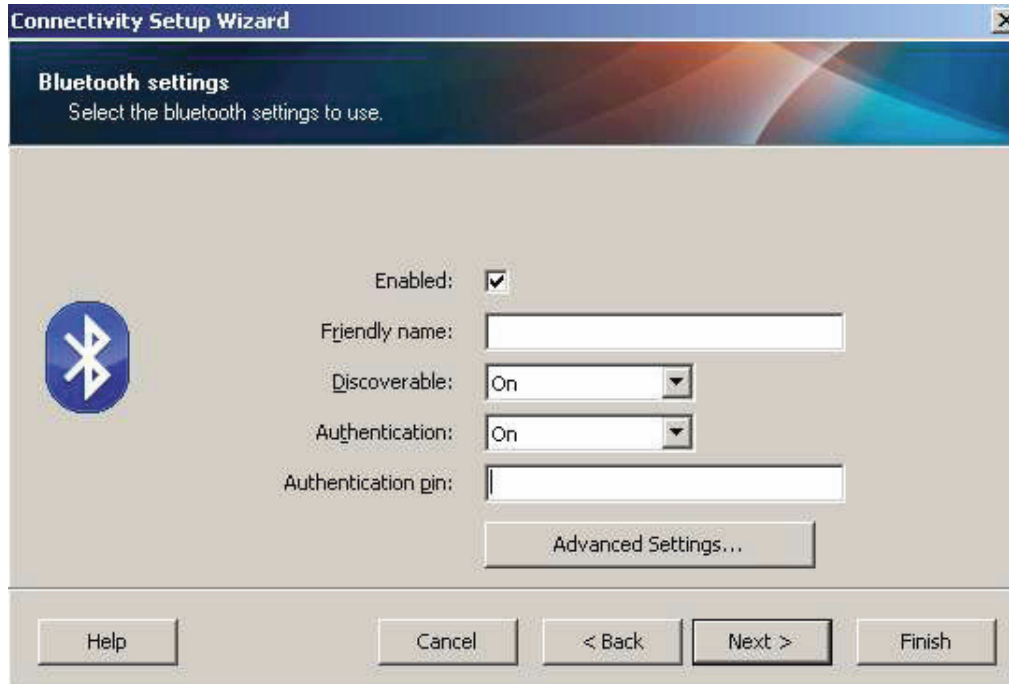 Connectivity Setup Wizard
Bluetooth settings
Select the bluetooth settings to use.
Enabled:
Friendly name:
Discoverable: On
Authentication: On
Authentication pin:
Advanced Settings...
Help Cancel < Back Next > Finish